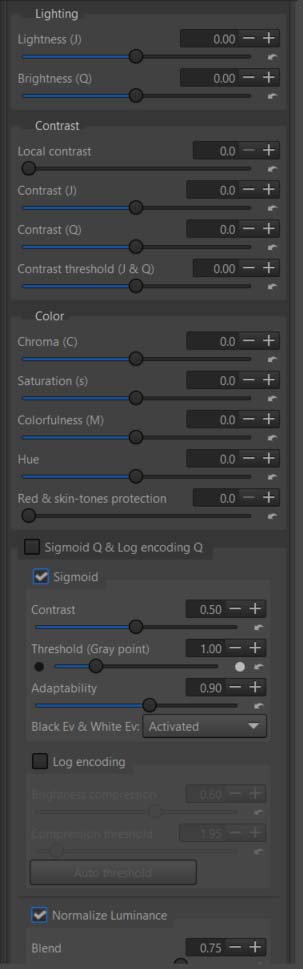 Lighting
Lightness (J) 0.00
Brightness (Q) 0.00
Contrast
Local contrast 0.0
Contrast (J) 0.0
Contrast (Q) 0.0
Contrast threshold (J & Q) 0.00
Color
Chroma (C) 0.0
Saturation (s) 0.0
Colorfulness (M) 0.0
Hue 0.0
Red & skin-tones protection 0.0
Sigmoid Q & Log encoding Q
Sigmoid
Contrast 0.50
Threshold (Gray point) 1.00
Adaptability 0.90
Black Ev & White Ev: Activated
Log encoding
Brightness compression 0.60
Compression threshold 1.95
Auto threshold
Normalize Luminance
Blend 0.75